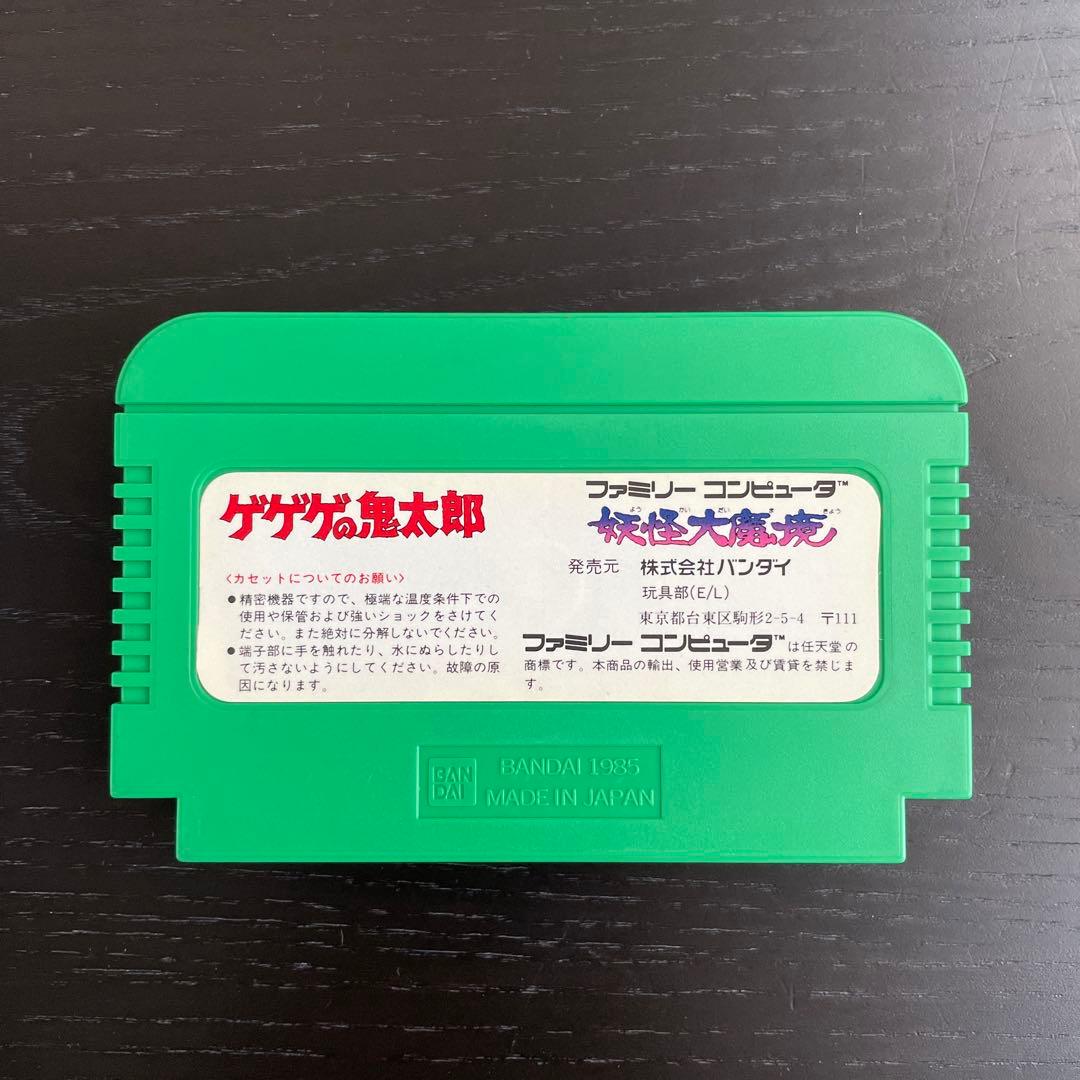 ゲゲゲの鬼太郎
〈カセットについてのお願い〉
●精密機器ですので、極端な温度条件下での
使用や保管および強いショックをさけてく
ださい。また絶対に分解しないでください。
●端子部に手を触れたり、水にぬらしたりし
て汚さないようにしてください。故障の原
因になります。
ファミリー コンピュータ™
よう かい だい ま きょう
妖怪大魔境
発売元 株式会社バンダイ
玩具部(E/L)
東京都台東区駒形2-5-4 〒111
ファミリー コンピュータ™は任天堂の
商標です。本商品の輸出、使用営業及び賃貸を禁じま
す。
BAN
DAI
BANDAI 1985
MADE IN JAPAN